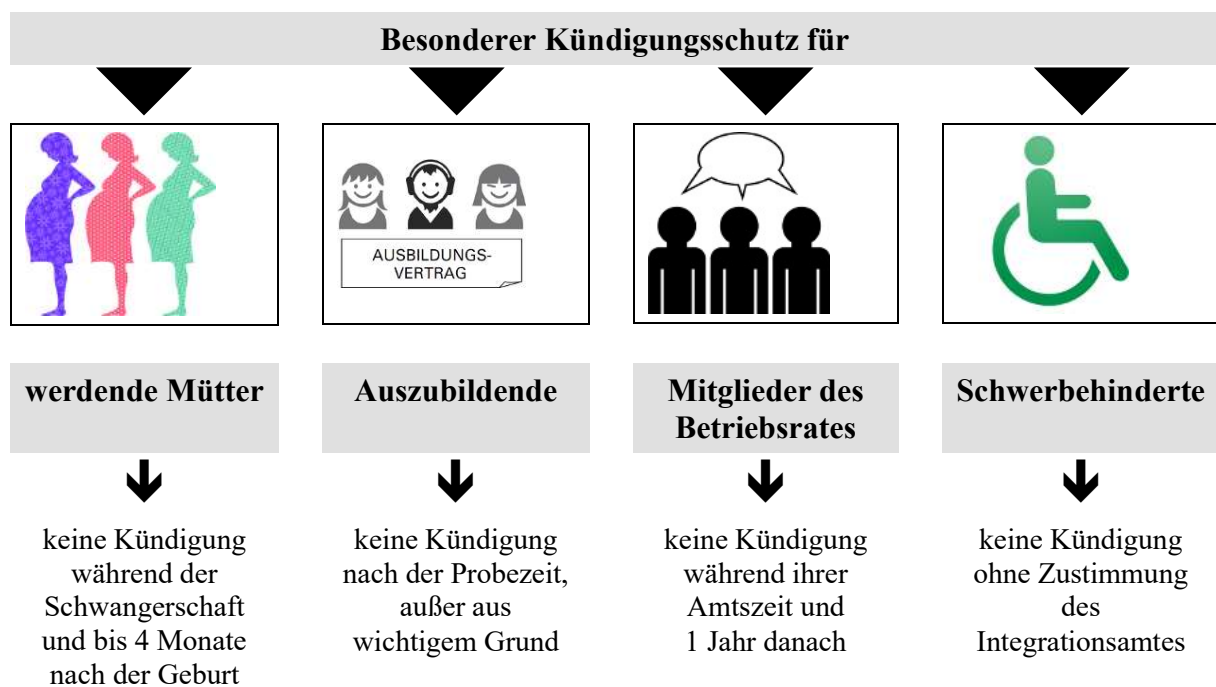 Besonderer Kündigungsschutz für
AUSBILDUNGS-
VERTRAG
werdende Mütter
Auszubildende
Mitglieder des
Betriebsrates
Schwerbehinderte
keine Kündigung
während der
Schwangerschaft
und bis 4 Monate
nach der Geburt
keine Kündigung
nach der Probezeit,
außer aus
wichtigem Grund
keine Kündigung
während ihrer
Amtszeit und
1 Jahr danach
keine Kündigung
ohne Zustimmung
des
Integrationsamtes